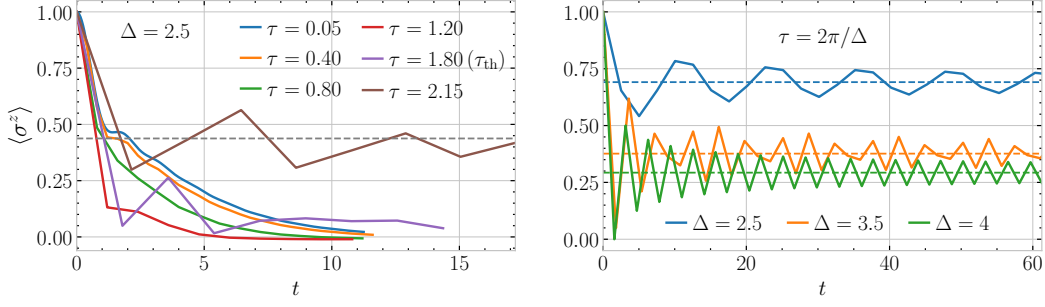 Δ = 2.5
τ = 0.05
τ = 0.40
τ = 0.80
τ = 1.20
τ = 1.80 (τ_th)
τ = 2.15
1.00
0.75
0.50
0.25
0.00
⟨σ^z⟩
0
5
10
15
t
τ = 2π/Δ
1.00
0.75
0.50
0.25
0.00
Δ = 2.5
Δ = 3.5
Δ = 4
0
20
40
60
t